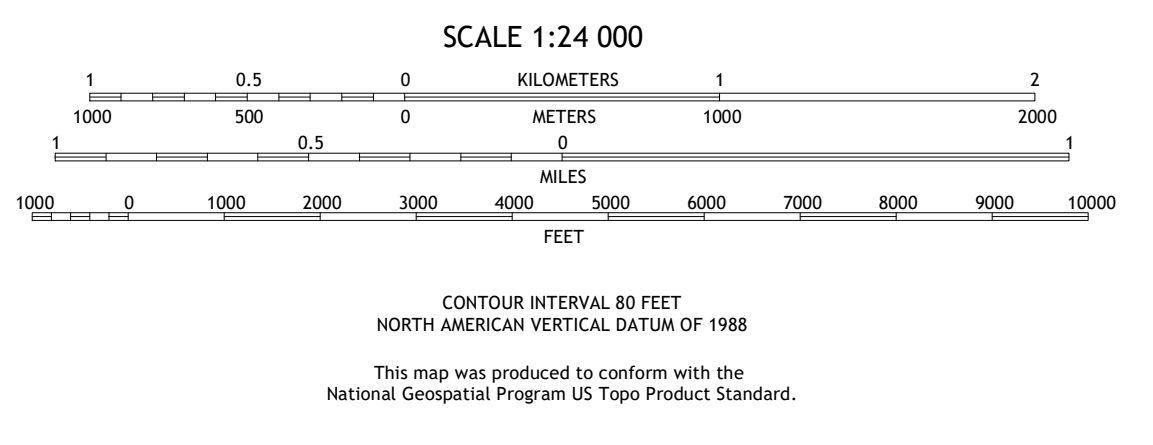 SCALE 1:24 000
1 0.5 0 KILOMETERS 1 2
1000 500 0 METERS 1000 2000
1 0.5 0 1
MILES
1000 0 1000 2000 3000 4000 5000 6000 7000 8000 9000 10000
FEET
CONTOUR INTERVAL 80 FEET
NORTH AMERICAN VERTICAL DATUM OF 1988
This map was produced to conform with the
National Geospatial Program US Topo Product Standard.